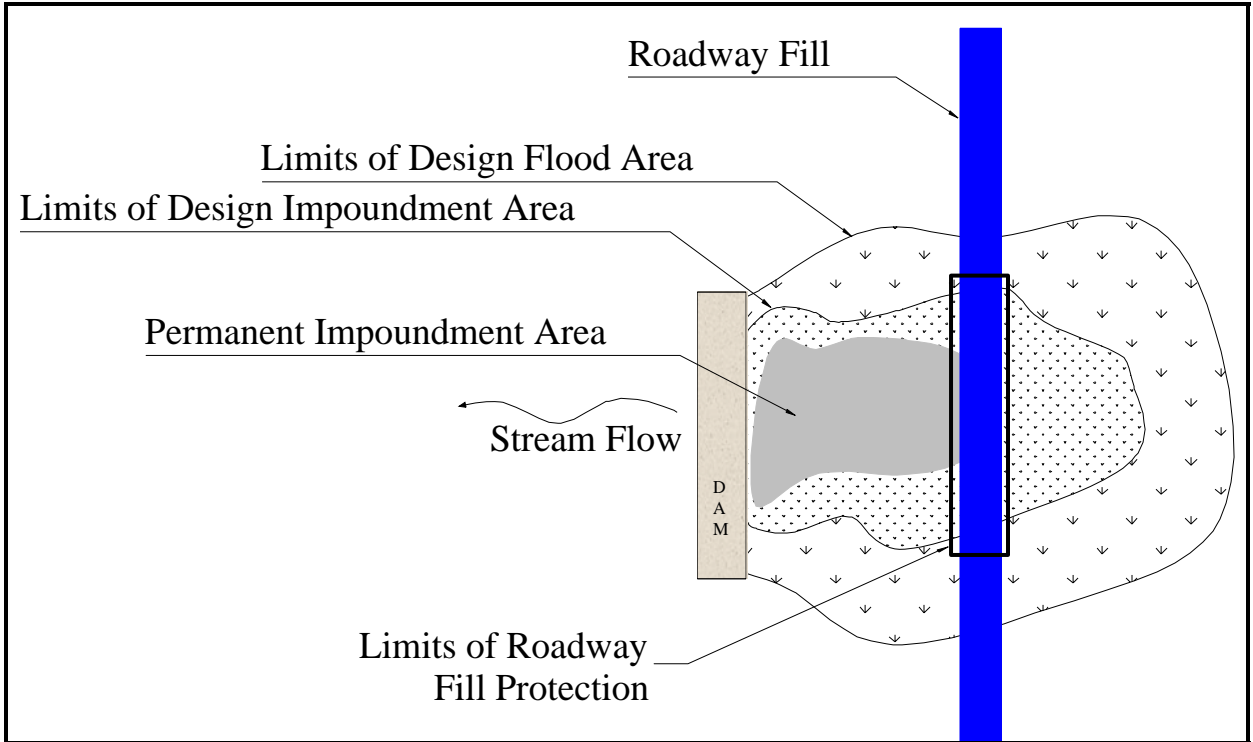 Roadway Fill
Limits of Design Flood Area
Limits of Design Impoundment Area
Permanent Impoundment Area
Stream Flow
D
A
M
Limits of Roadway
Fill Protection